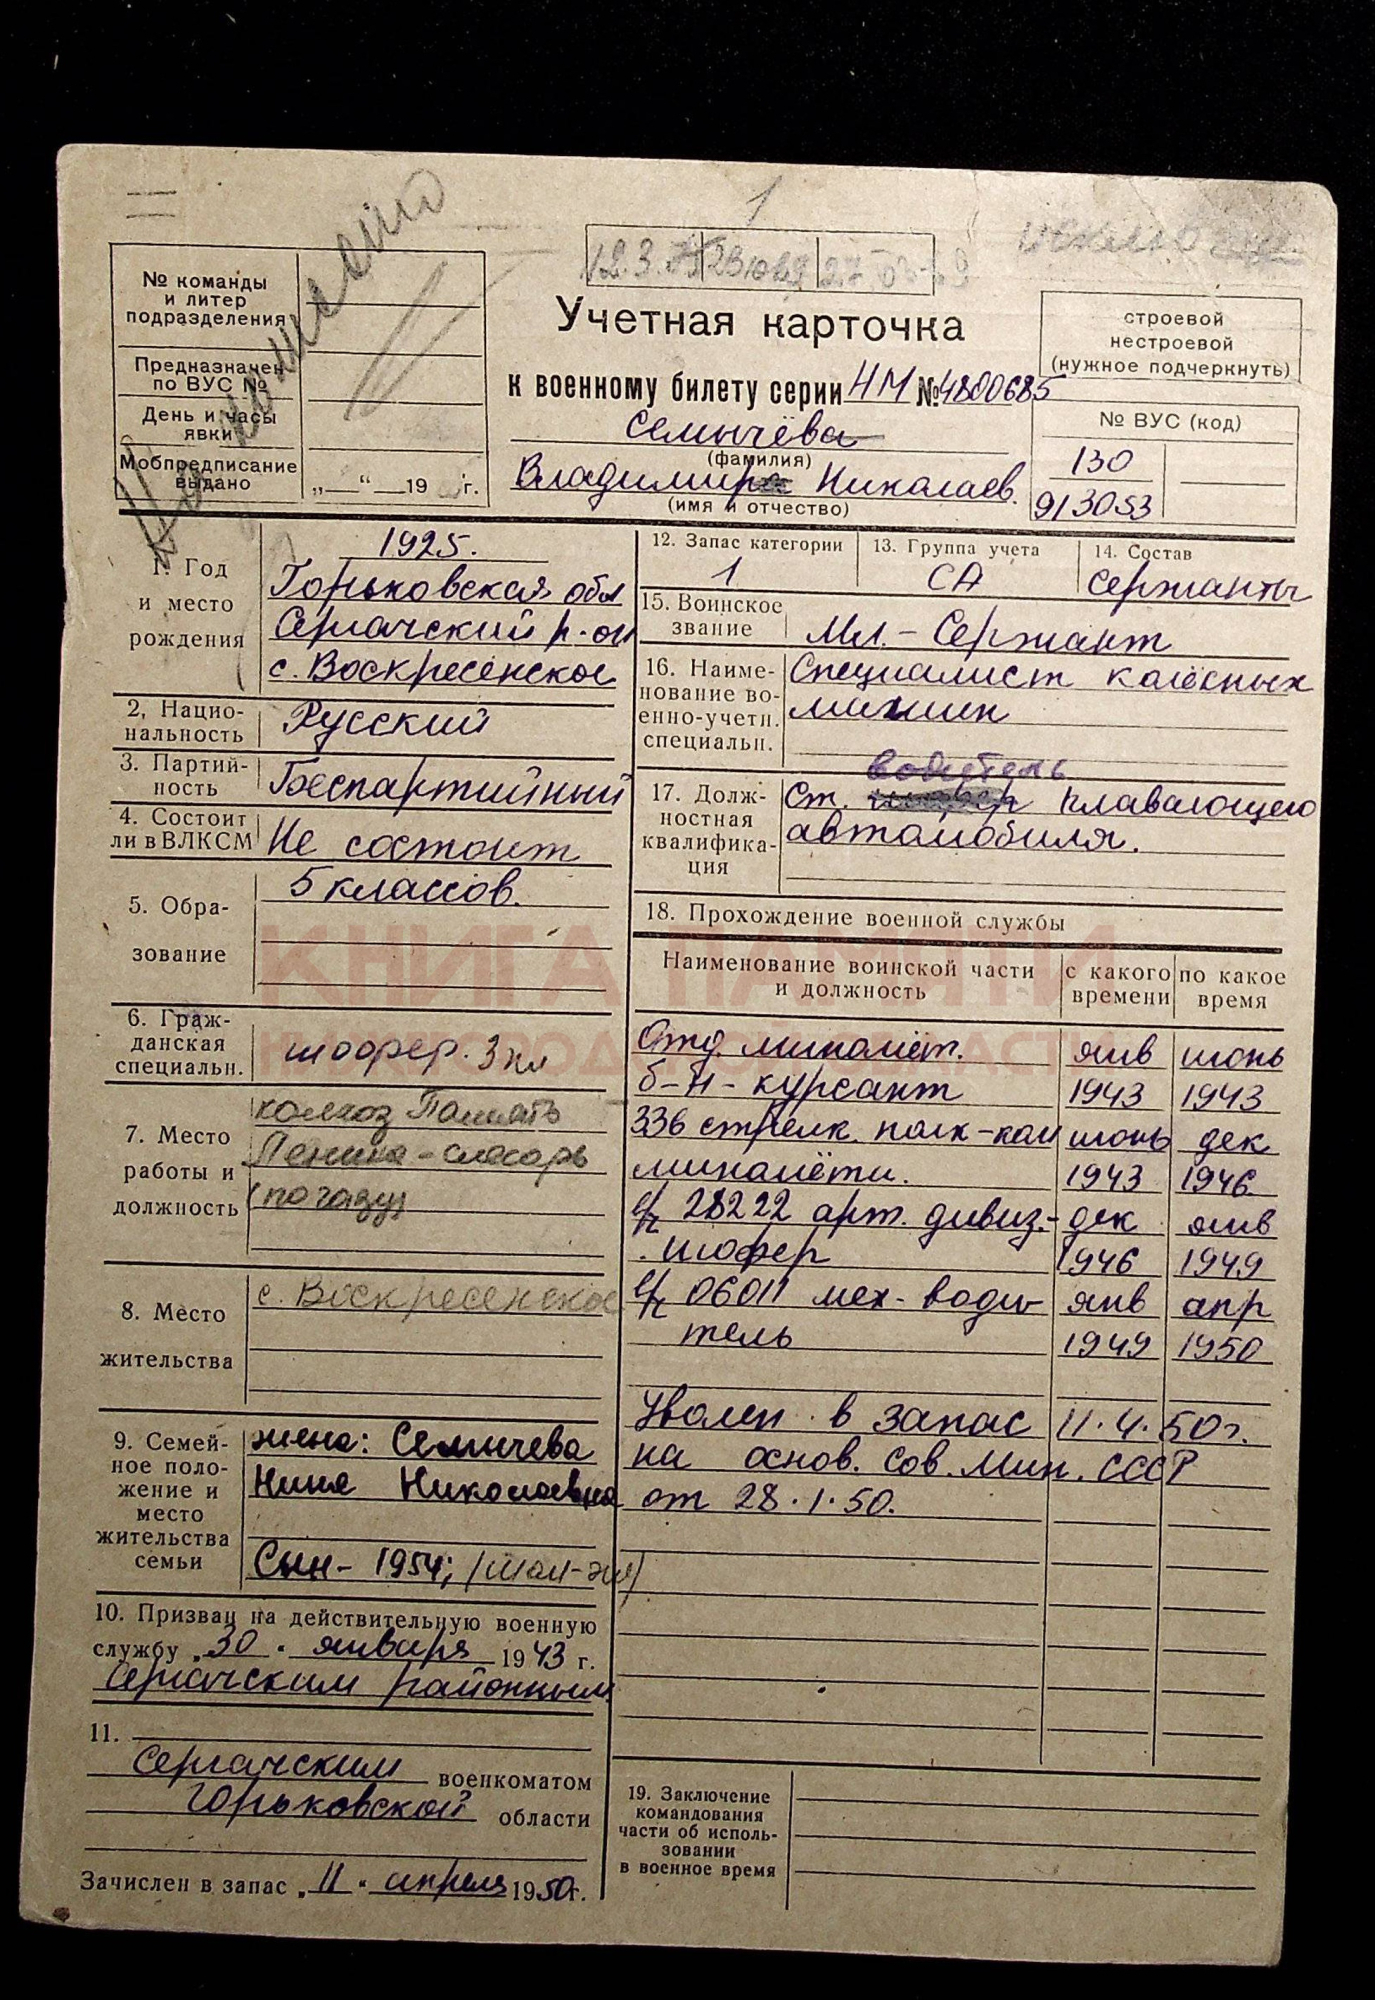 1
12.3.
№ команды
и литер
подразделения
Предназначен
по ВУС №
День и часы
явки
Мобпредписание
выдано
„ “ 19 г.
Учетная карточка
к военному билету серии НМ № 4800685
Семычёва
(фамилия)
Владимира Николаев.
(имя и отчество)
строевой
нестроевой
(нужное подчеркнуть)
№ ВУС (код)
130
913053
1. Год
и место
рождения
1925.
Горьковская обл
Сергачский р-он
с. Воскресенское
2, Нацио-
нальность
Русский
3. Партий-
ность
Беспартийный
4. Состоит
ли в ВЛКСМ
Не состоит
5. Обра-
зование
5 классов.
6. Граж-
данская
специальн.
шофер. 3 кл
7. Место
работы и
должность
колхоз Память
Ленина - слесарь
8. Место
жительства
с. Воскресенское
9. Семей-
ное поло-
жение и
место
жительства
семьи
жена: Семычева
Нина Николаевна
Сын - 1954;
10. Призван на действительную военную
службу „30 " января 1943 г.
Сергачским районным
11.
Сергачским военкоматом
Горьковской области
Зачислен в запас „11 " апреля 1950г.
12. Запас категории
1
13. Группа учета
СА
14. Состав
сержанты
15. Воинское
звание
Мл. - Сержант
16. Наиме-
нование во-
енно-учетн.
специальн.
Специалист колёсных
машин
17. Долж-
ностная
квалифика-
ция
водитель
Ст. плавающего
автомобиля.
18. Прохождение военной службы
Наименование воинской части
и должность
с какого
времени
по какое
время
Отд. миномёт. янв июнь
б-н - курсант 1943 1943
336 стрелк. полк - ком июнь дек
миномётн. 1943 1946
в/ч 28222 арт. дивиз. - дек янв
шофер 1946 1949
в/ч 06011 мех - води- янв апр
тель 1949 1950
Уволен в запас 11.4.50г.
на основ. Сов. Мин. СССР
от 28.1.50.
19. Заключение
командования
части об исполь-
зовании
в военное время
КНИГА ПАМЯТИ
НИЖЕГОРОДСКОЙ ОБЛАСТИ